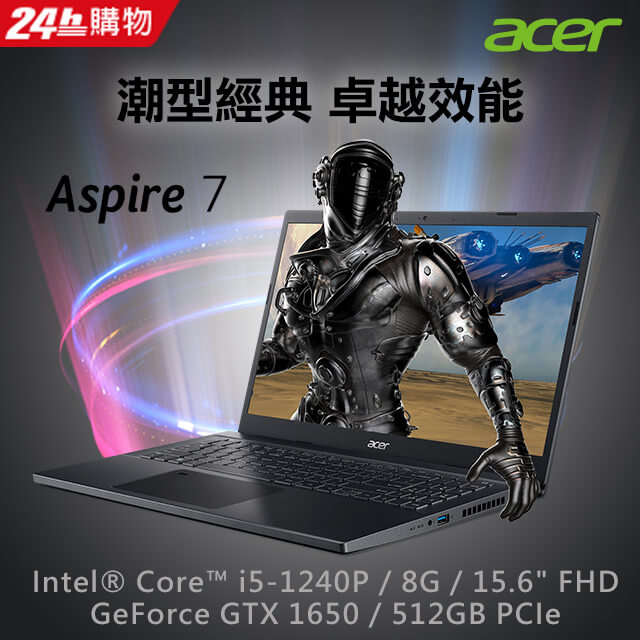 24h購物
acer
潮型經典 卓越效能
Aspire 7
acer
Intel® Core™ i5-1240P / 8G / 15.6" FHD
GeForce GTX 1650 / 512GB PCIe